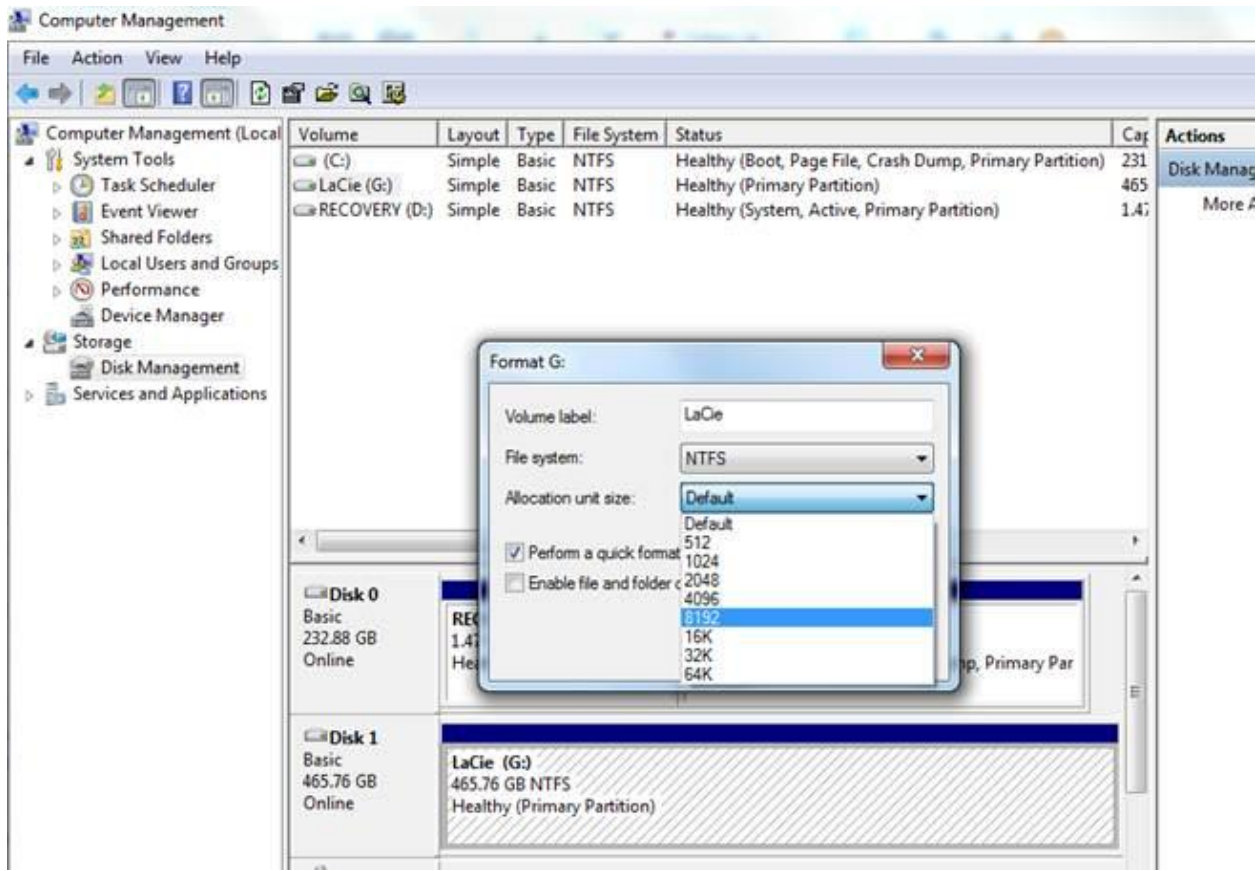 Computer Management
File Action View Help
Computer Management (Local
System Tools
Task Scheduler
Event Viewer
Shared Folders
Local Users and Groups
Performance
Device Manager
Storage
Disk Management
Services and Applications
Volume Layout Type File System Status Cap
(C:) Simple Basic NTFS Healthy (Boot, Page File, Crash Dump, Primary Partition) 231
LaCie (G:) Simple Basic NTFS Healthy (Primary Partition) 465
RECOVERY (D:) Simple Basic NTFS Healthy (System, Active, Primary Partition) 1.47
Actions
Disk Manag
More A
Format G:
Volume label: LaCie
File system: NTFS
Allocation unit size: Default
Default
512
1024
2048
4096
8192
16K
32K
64K
Perform a quick format
Enable file and folder c
Disk 0
Basic
232.88 GB
Online
REC
1.47
Hea
np, Primary Par
Disk 1
Basic
465.76 GB
Online
LaCie (G:)
465.76 GB NTFS
Healthy (Primary Partition)